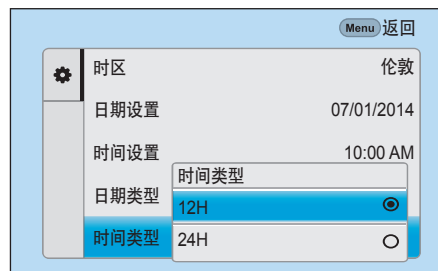 Menu 返回
时区 伦敦
日期设置 07/01/2014
时间设置 10:00 AM
时间类型
日期类型 12H
时间类型 24H